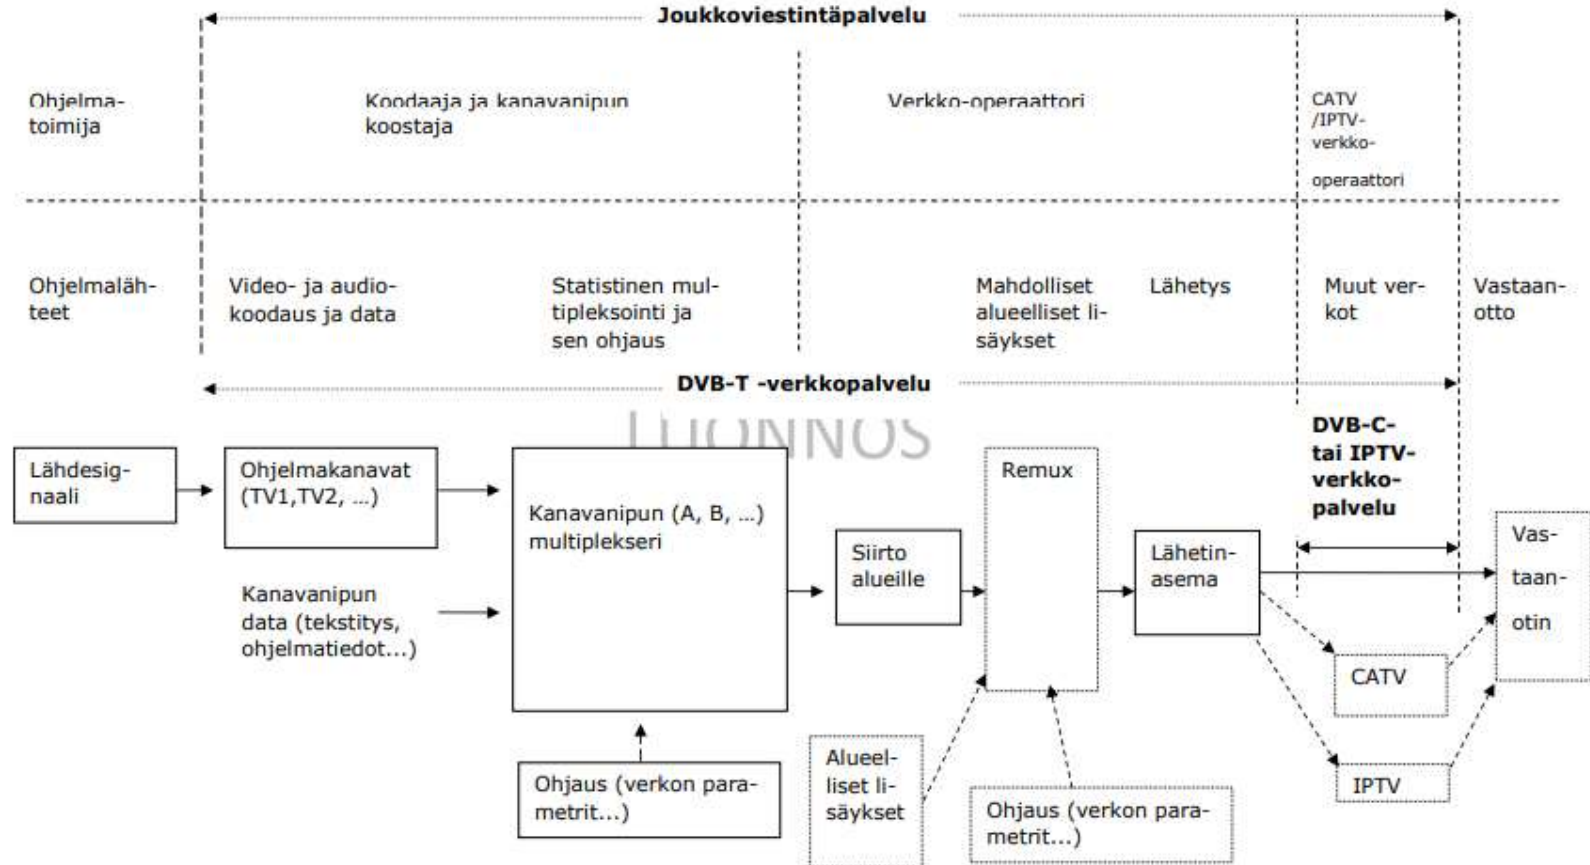 Joukkoviestintäpalvelu
Ohjelma-
toimija
Koodaaja ja kanavanipun
koostaja
Verkko-operaattori
CATV
/IPTV-
verkko-
operaattori
Ohjelmaläh-
teet
Video- ja audio-
koodaus ja data
Statistinen mul-
tipleksointi ja
sen ohjaus
Mahdolliset
alueelliset li-
säykset
Lähetys
Muut ver-
kot
Vastaan-
otto
DVB-T -verkkopalvelu
LUONNOS
DVB-C-
tai IPTV-
verkko-
palvelu
Lähdesig-
naali
Ohjelmakanavat
(TV1,TV2, ...)
Kanavanipun
data (tekstitys,
ohjelmatiedot...)
Kanavanipun (A, B, ...)
multiplekseri
Ohjaus (verkon para-
metrit...)
Siirto
alueille
Remux
Alueel-
liset li-
säykset
Ohjaus (verkon para-
metrit...)
Lähetin-
asema
CATV
IPTV
Vas-
taan-
otin